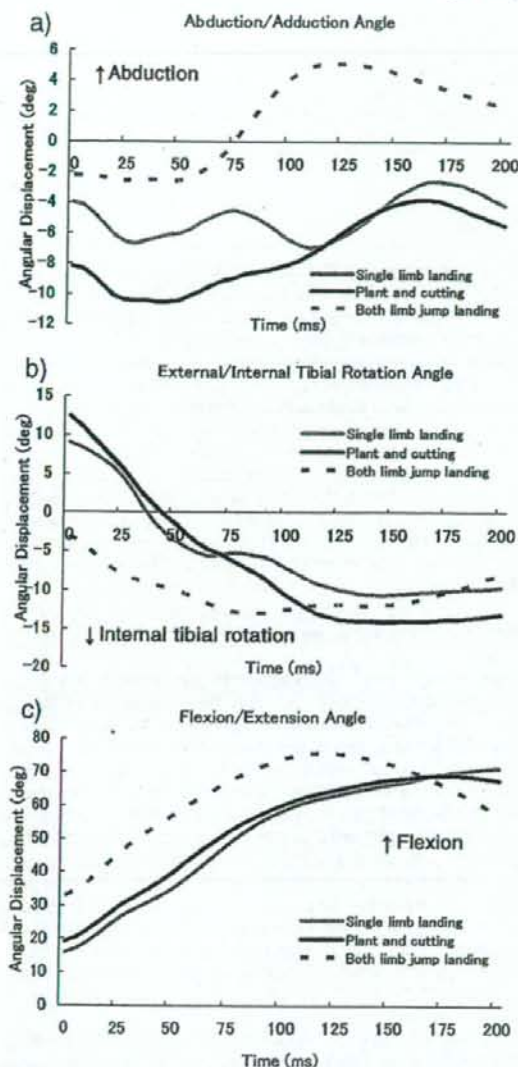 a)
Abduction/Adduction Angle
↑ Abduction
Angular Displacement (deg)
6
4
2
0
-2
-4
-6
-8
-10
-12
0 25 50 75 100 125 150 175 200
Single limb landing
Plant and cutting
Both limb jump landing
Time (ms)
b)
External/Internal Tibial Rotation Angle
Angular Displacement (deg)
15
10
5
0
-5
-10
-15
-20
0 25 50 75 100 125 150 175 200
Single limb landing
Plant and cutting
Both limb jump landing
↓ Internal tibial rotation
Time (ms)
c)
Flexion/Extension Angle
Angular Displacement (deg)
80
70
60
50
40
30
20
10
0
↑ Flexion
Single limb landing
Plant and cutting
Both limb jump landing
0 25 50 75 100 125 150 175 200
Time (ms)